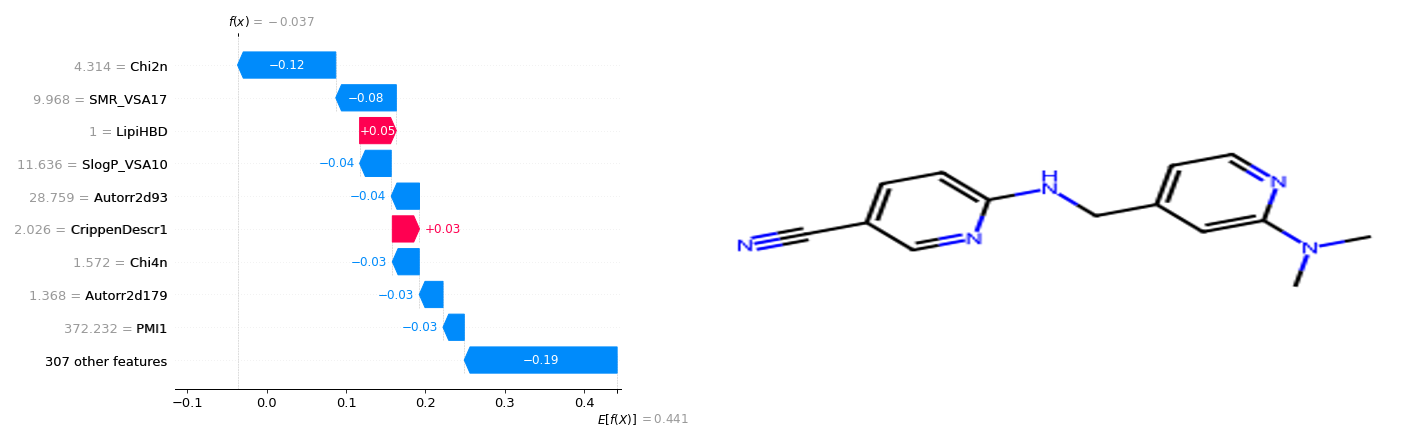 f(x) = −0.037
4.314 = Chi2n
−0.12
9.968 = SMR_VSA17
−0.08
1 = LipiHBD
+0.05
11.636 = SlogP_VSA10
−0.04
28.759 = Autorr2d93
−0.04
2.026 = CrippenDescr1
+0.03
1.572 = Chi4n
−0.03
1.368 = Autorr2d179
−0.03
372.232 = PMI1
−0.03
307 other features
−0.19
−0.1 0.0 0.1 0.2 0.3 0.4
E[f(X)] = 0.441
H
N
N
N
N
N